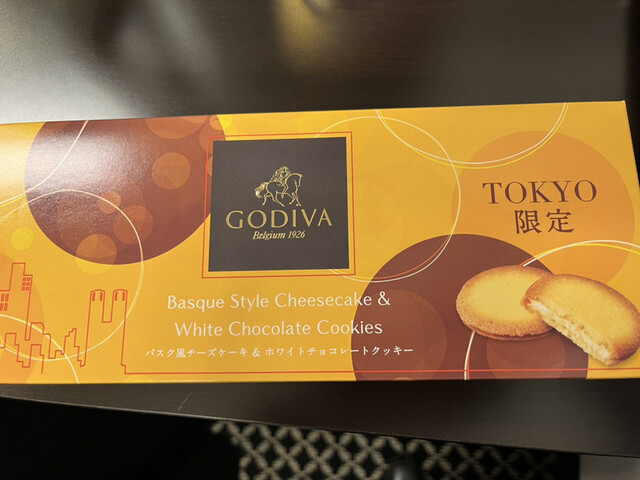 GODIVA
Belgium 1926
TOKYO
限定
Basque Style Cheesecake &
White Chocolate Cookies
バスク風チーズケーキ & ホワイトチョコレートクッキー